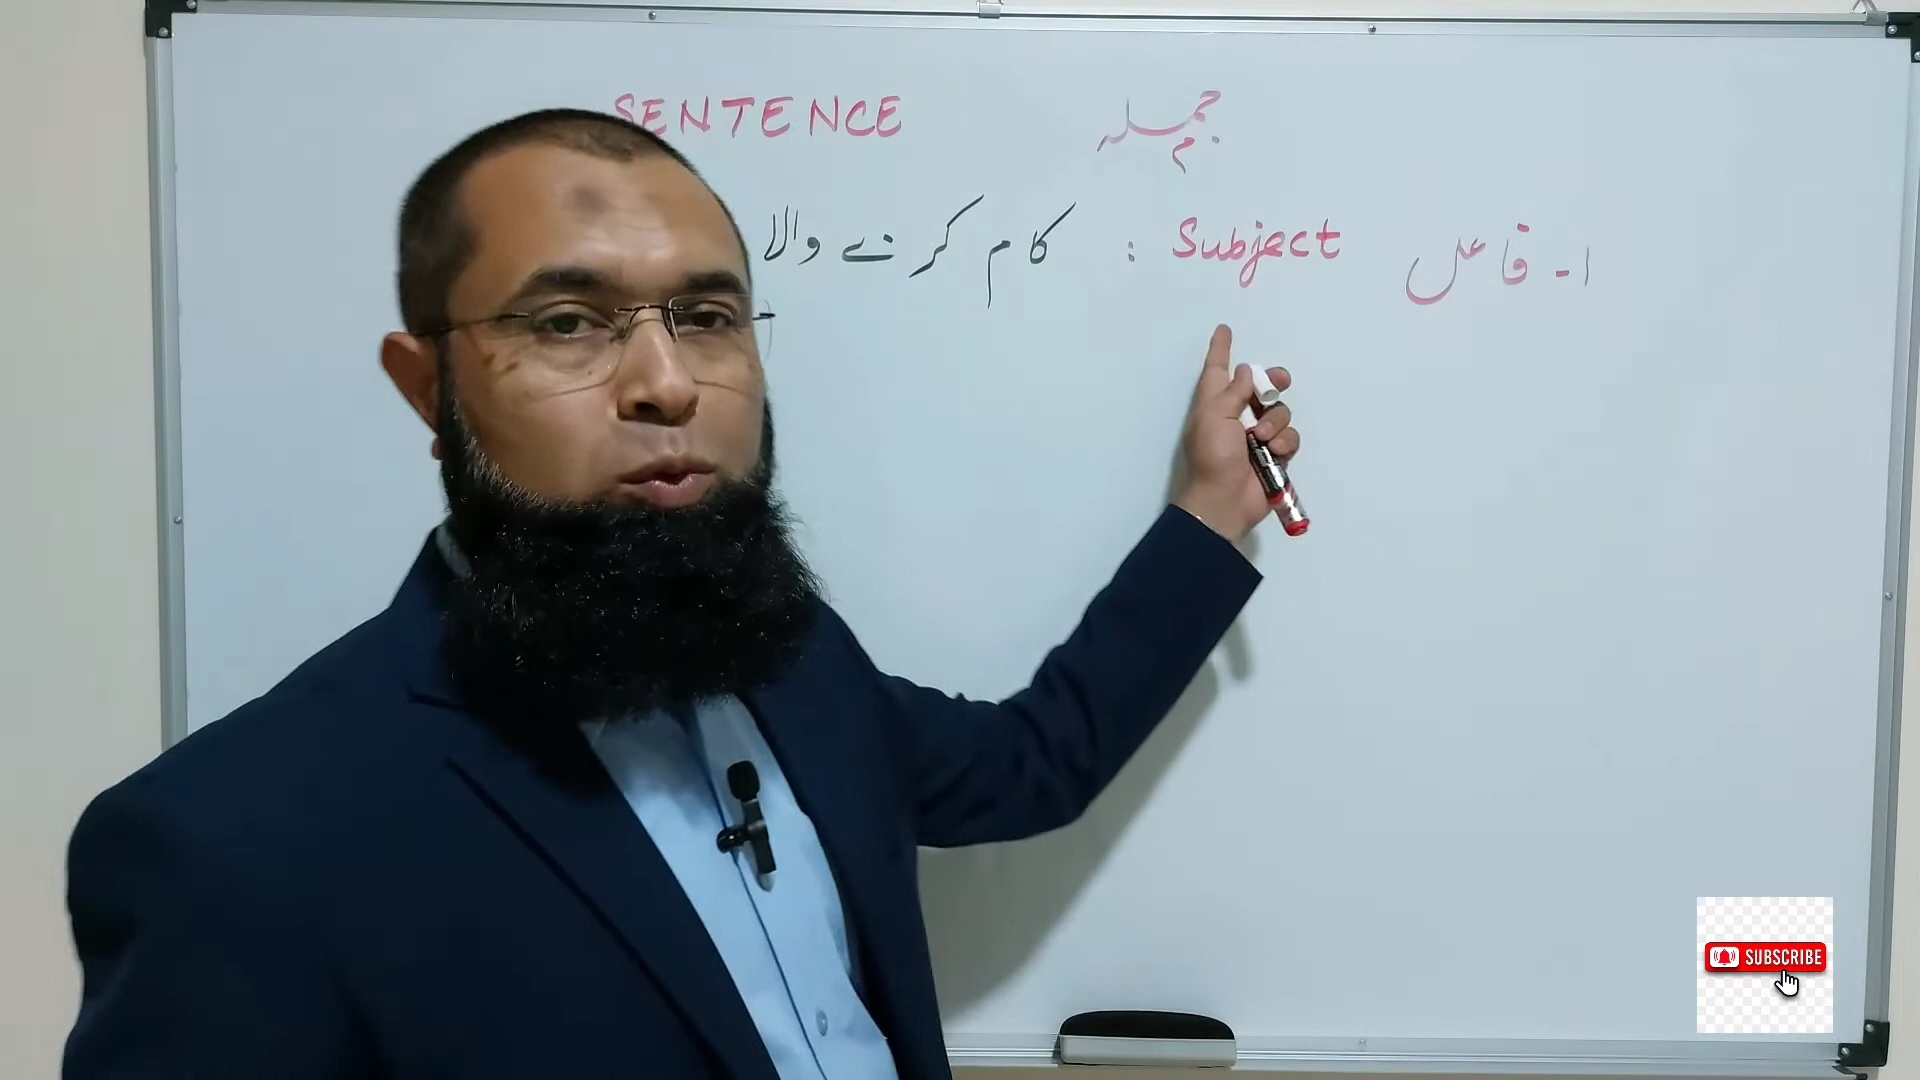 SENTENCE جملہ
۱- فاعل Subject : کام کرنے والا
SUBSCRIBE